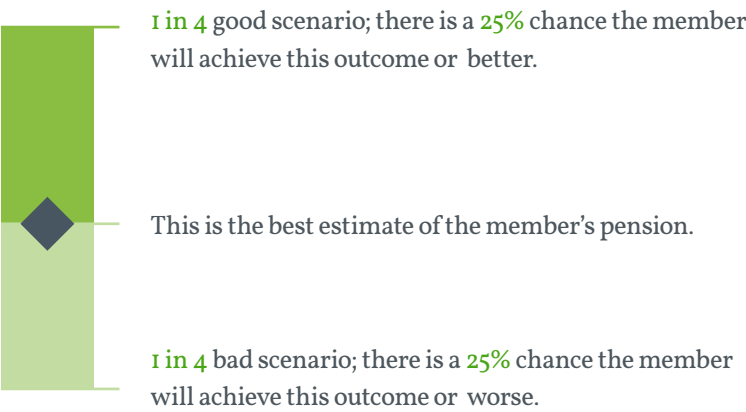 1 in 4 good scenario; there is a 25% chance the member
will achieve this outcome or better.
This is the best estimate of the member’s pension.
1 in 4 bad scenario; there is a 25% chance the member
will achieve this outcome or worse.